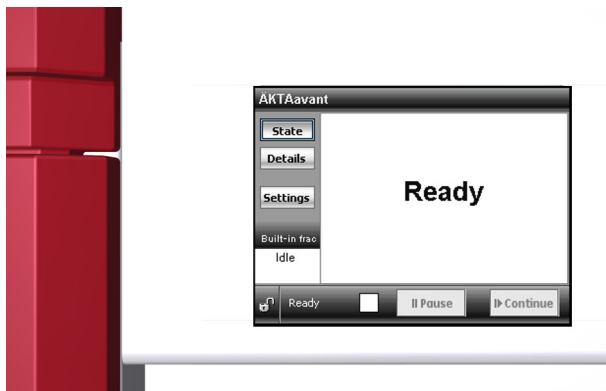 ÄKTAavant
State
Details
Settings
Ready
Built-in frac
Idle
Ready
II Pause
I▷ Continue